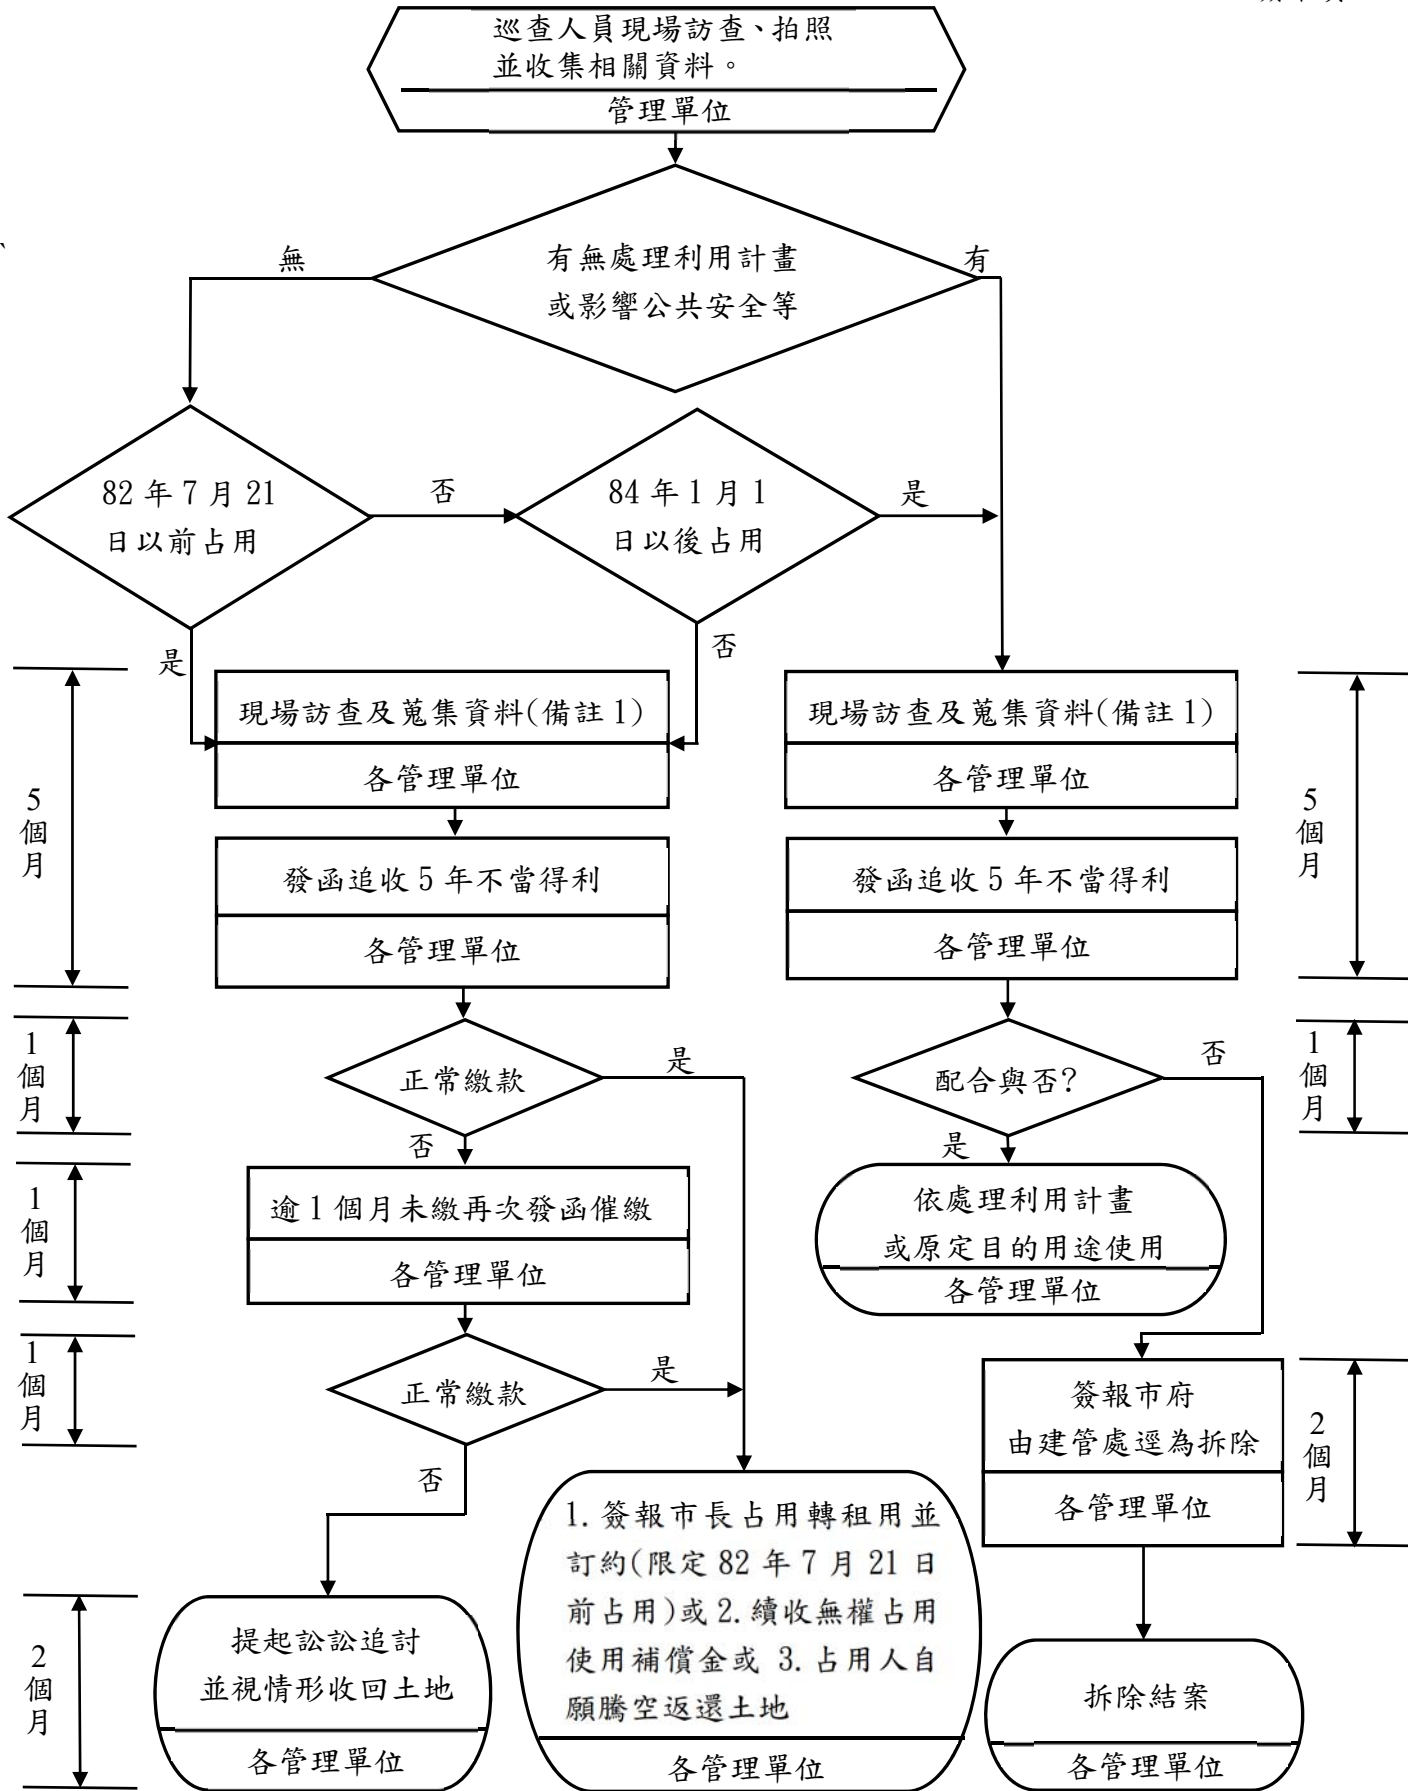 巡查人員現場訪查、拍照
並收集相關資料。
管理單位
有無處理利用計畫
或影響公共安全等
無
有
82 年 7 月 21
日以前占用
否
84 年 1 月 1
日以後占用
是
是
否
現場訪查及蒐集資料(備註 1)
各管理單位
現場訪查及蒐集資料(備註 1)
各管理單位
5
個
月
5
個
月
發函追收 5 年不當得利
各管理單位
發函追收 5 年不當得利
各管理單位
1
個
月
正常繳款
是
否
配合與否?
否
是
1
個
月
1
個
月
逾 1 個月未繳再次發函催繳
各管理單位
依處理利用計畫
或原定目的用途使用
各管理單位
1
個
月
正常繳款
是
否
簽報市府
由建管處逕為拆除
各管理單位
2
個
月
2
個
月
提起訟訟追討
並視情形收回土地
各管理單位
1. 簽報市長占用轉租用並
訂約(限定 82 年 7 月 21 日
前占用)或 2. 續收無權占用
使用補償金或 3. 占用人自
願騰空返還土地
各管理單位
拆除結案
各管理單位